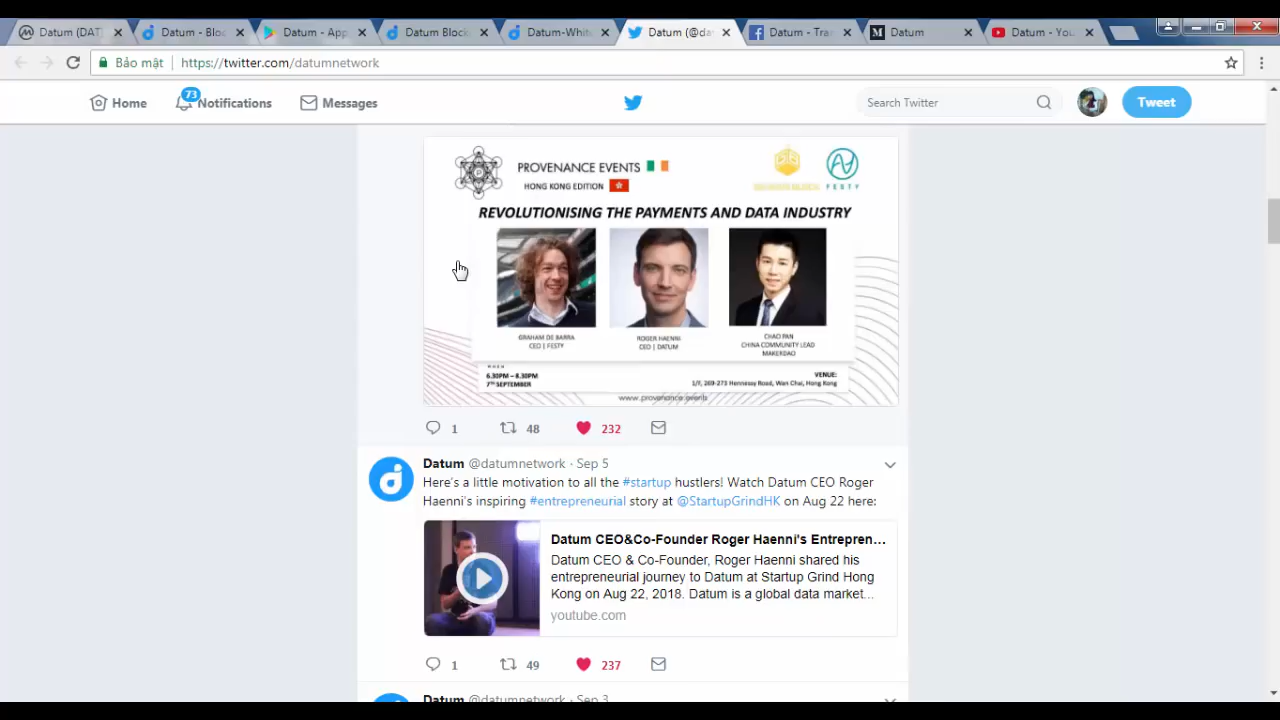 Datum (DAT
Datum - Bloc
Datum - App
Datum Block
Datum-White
Datum (@da
Datum - Tra
Datum
Datum - You
Bảo mật
https://twitter.com/datumnetwork
Home
73
Notifications
Messages
Search Twitter
Tweet
PROVENANCE EVENTS
HONG KONG EDITION
FESTY
REVOLUTIONISING THE PAYMENTS AND DATA INDUSTRY
GRAHAM DE BARRA
CEO | FESTY
ROGER HAENNI
CEO | DATUM
CHAO PAN
CHINA COMMUNITY LEAD
MAKERDAO
6.30PM – 8.30PM
7TH SEPTEMBER
VENUE:
1/F, 269-273 Hennessy Road, Wan Chai, Hong Kong
www.provenance.events
1
48
232
Datum @datumnetwork · Sep 5
Here's a little motivation to all the #startup hustlers! Watch Datum CEO Roger
Haenni's inspiring #entrepreneurial story at @StartupGrindHK on Aug 22 here:
Datum CEO&Co-Founder Roger Haenni's Entrepren...
Datum CEO & Co-Founder, Roger Haenni shared his
entrepreneurial journey to Datum at Startup Grind Hong
Kong on Aug 22, 2018. Datum is a global data market...
youtube.com
1
49
237
Datum @datumnetwork · Sep 3